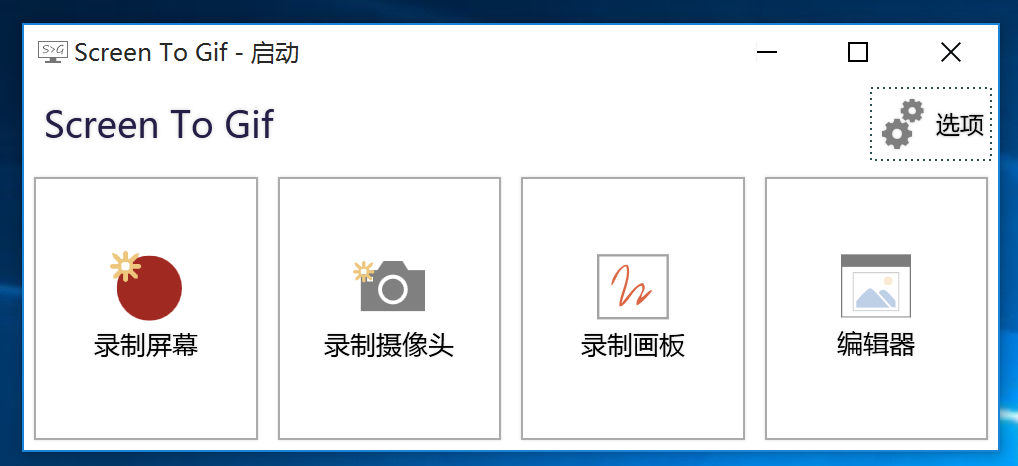 S>G Screen To Gif - 启动
Screen To Gif
选项
录制屏幕
录制摄像头
录制画板
编辑器